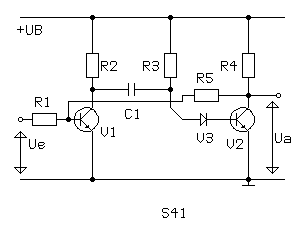 +UB
R2 R3 R4
R5
R1 C1
V1 V3 V2
Ue Ua
S41